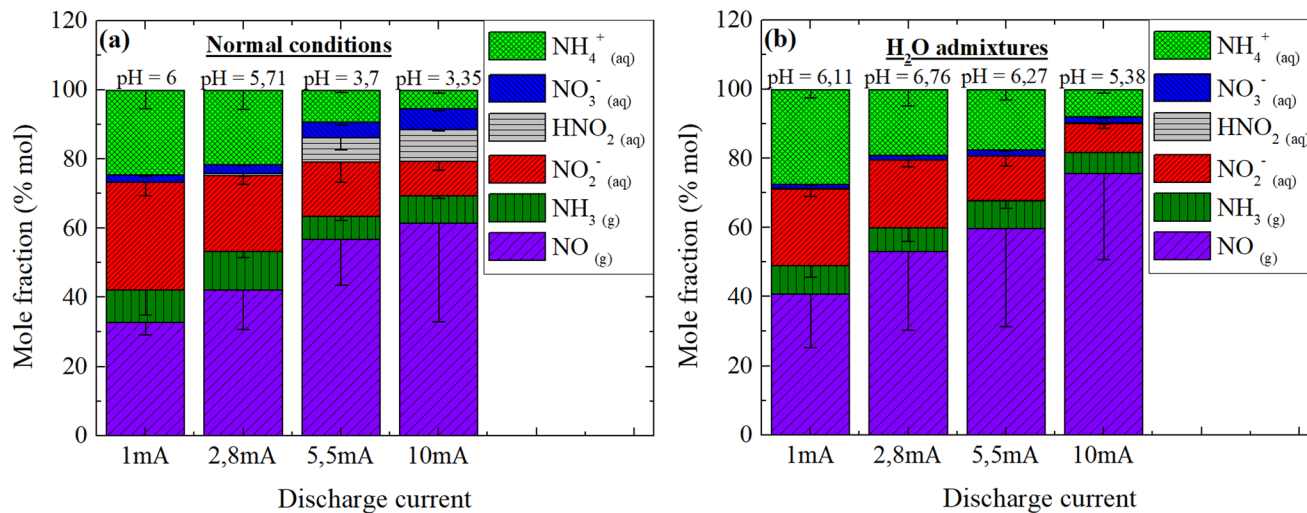 (a) Normal conditions
pH = 6 pH = 5,71 pH = 3,7 pH = 3,35
NH4+ (aq)
NO3- (aq)
HNO2 (aq)
NO2- (aq)
NH3 (g)
NO (g)
Mole fraction (% mol)
120
100
80
60
40
20
0
1mA 2,8mA 5,5mA 10mA
Discharge current
(b) H2O admixtures
pH = 6,11 pH = 6,76 pH = 6,27 pH = 5,38
NH4+ (aq)
NO3- (aq)
HNO2 (aq)
NO2- (aq)
NH3 (g)
NO (g)
Mole fraction (% mol)
120
100
80
60
40
20
0
1mA 2,8mA 5,5mA 10mA
Discharge current